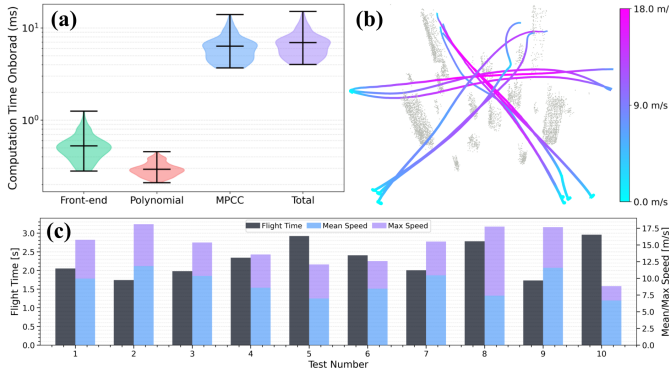 (a)
Computation Time Onborad (ms)
10¹
10⁰
Front-end Polynomial MPCC Total
(b)
18.0 m/s
9.0 m/s
0.0 m/s
(c)
Flight Time Mean Speed Max Speed
Flight Time [s]
3.0
2.5
2.0
1.5
1.0
0.5
0.0
17.5
15.0
12.5
10.0
7.5
5.0
2.5
0.0
Mean/Max Speed [m/s]
1 2 3 4 5 6 7 8 9 10
Test Number